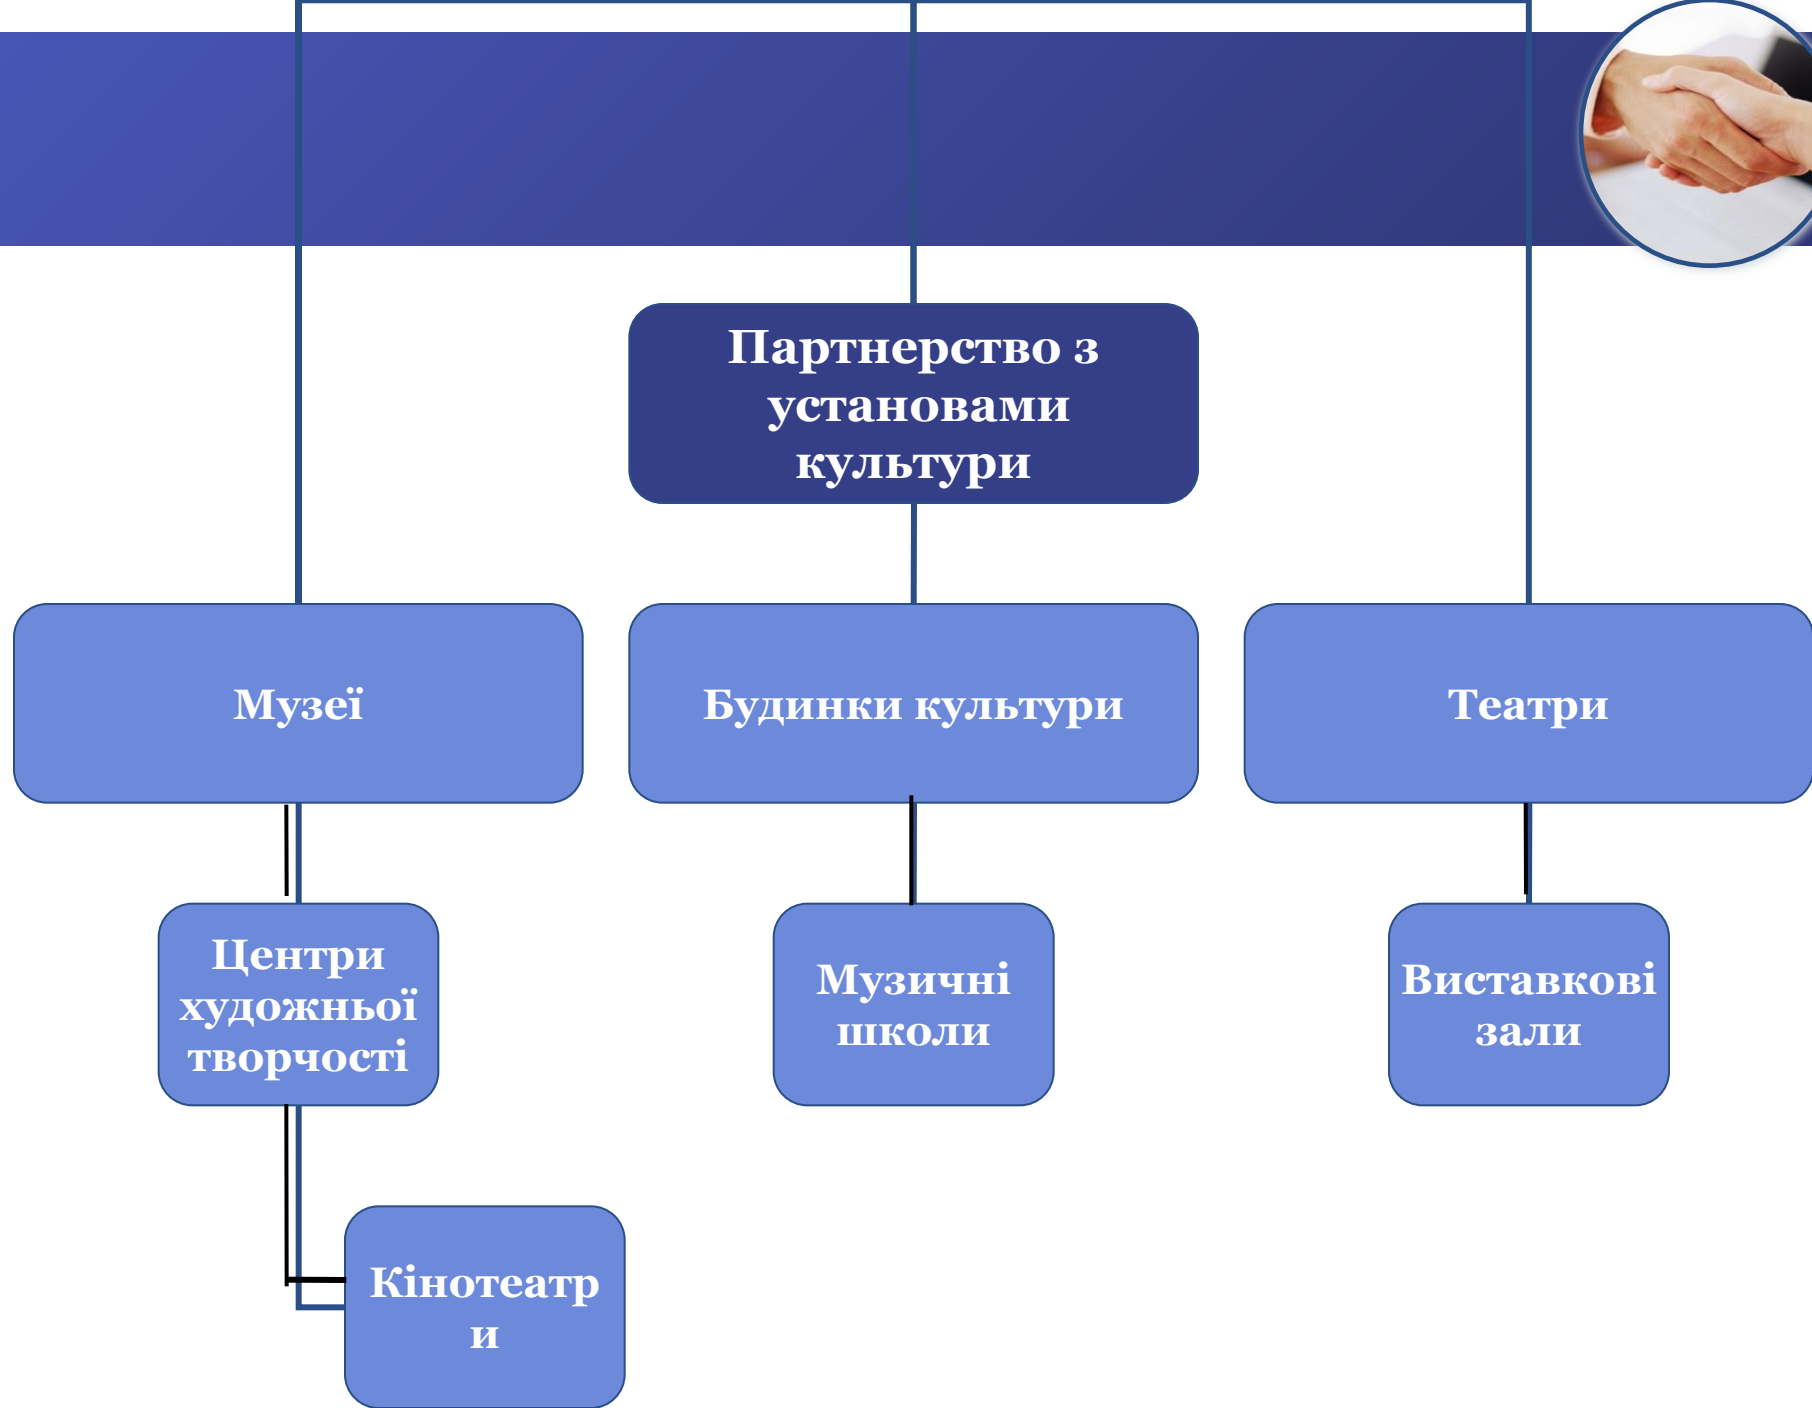 Партнерство з
установами
культури
Музеї
Будинки культури
Театри
Центри
художньої
творчості
Музичні
школи
Виставкові
зали
Кінотеатр
и